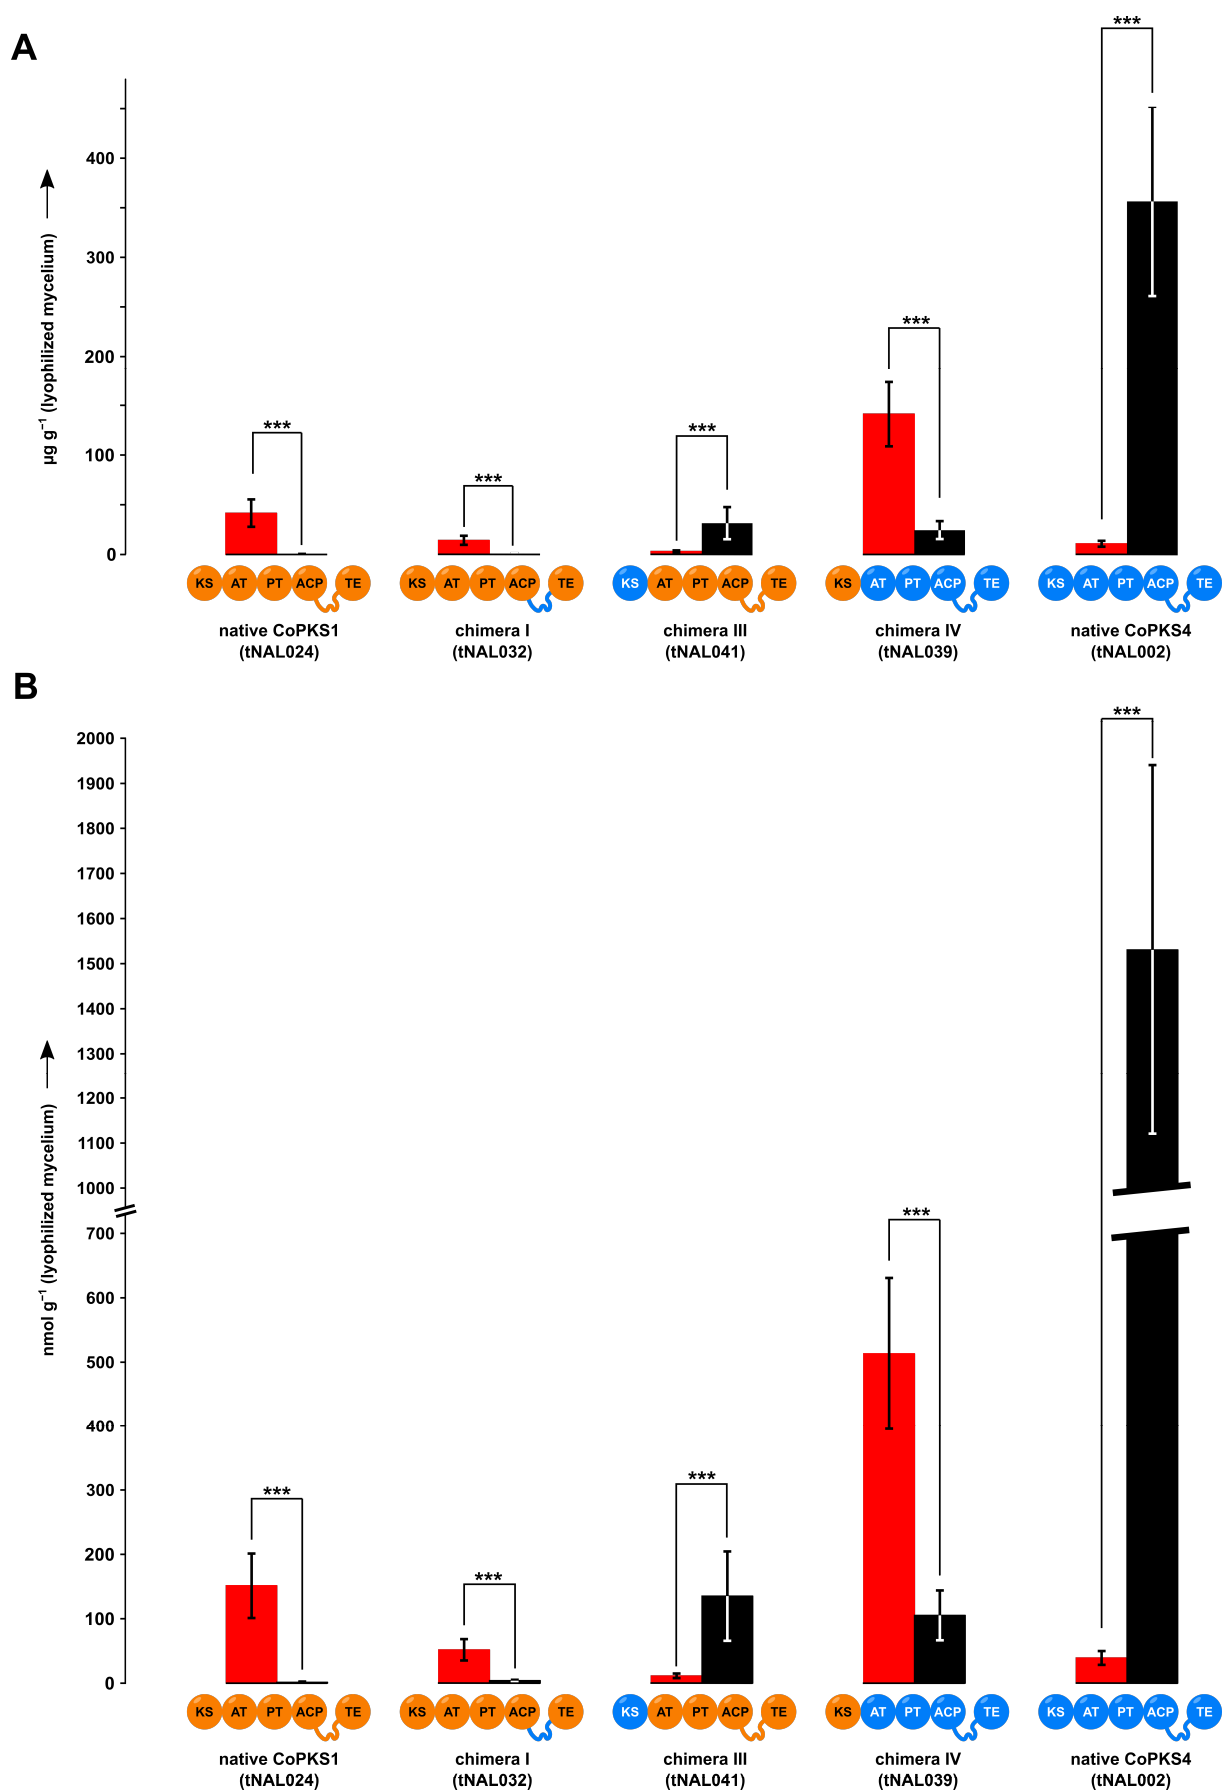 A
***
400
***
300
200
***
***
***
100
0
µg g⁻¹ (lyophilized mycelium)
KS AT PT ACP TE
KS AT PT ACP TE
KS AT PT ACP TE
KS AT PT ACP TE
KS AT PT ACP TE
native CoPKS1
(tNAL024)
chimera I
(tNAL032)
chimera III
(tNAL041)
chimera IV
(tNAL039)
native CoPKS4
(tNAL002)
B
***
2000
1900
1800
1700
1600
1500
1400
1300
1200
1100
1000
***
700
600
500
400
***
***
300
200
***
100
0
nmol g⁻¹ (lyophilized mycelium)
KS AT PT ACP TE
KS AT PT ACP TE
KS AT PT ACP TE
KS AT PT ACP TE
KS AT PT ACP TE
native CoPKS1
(tNAL024)
chimera I
(tNAL032)
chimera III
(tNAL041)
chimera IV
(tNAL039)
native CoPKS4
(tNAL002)